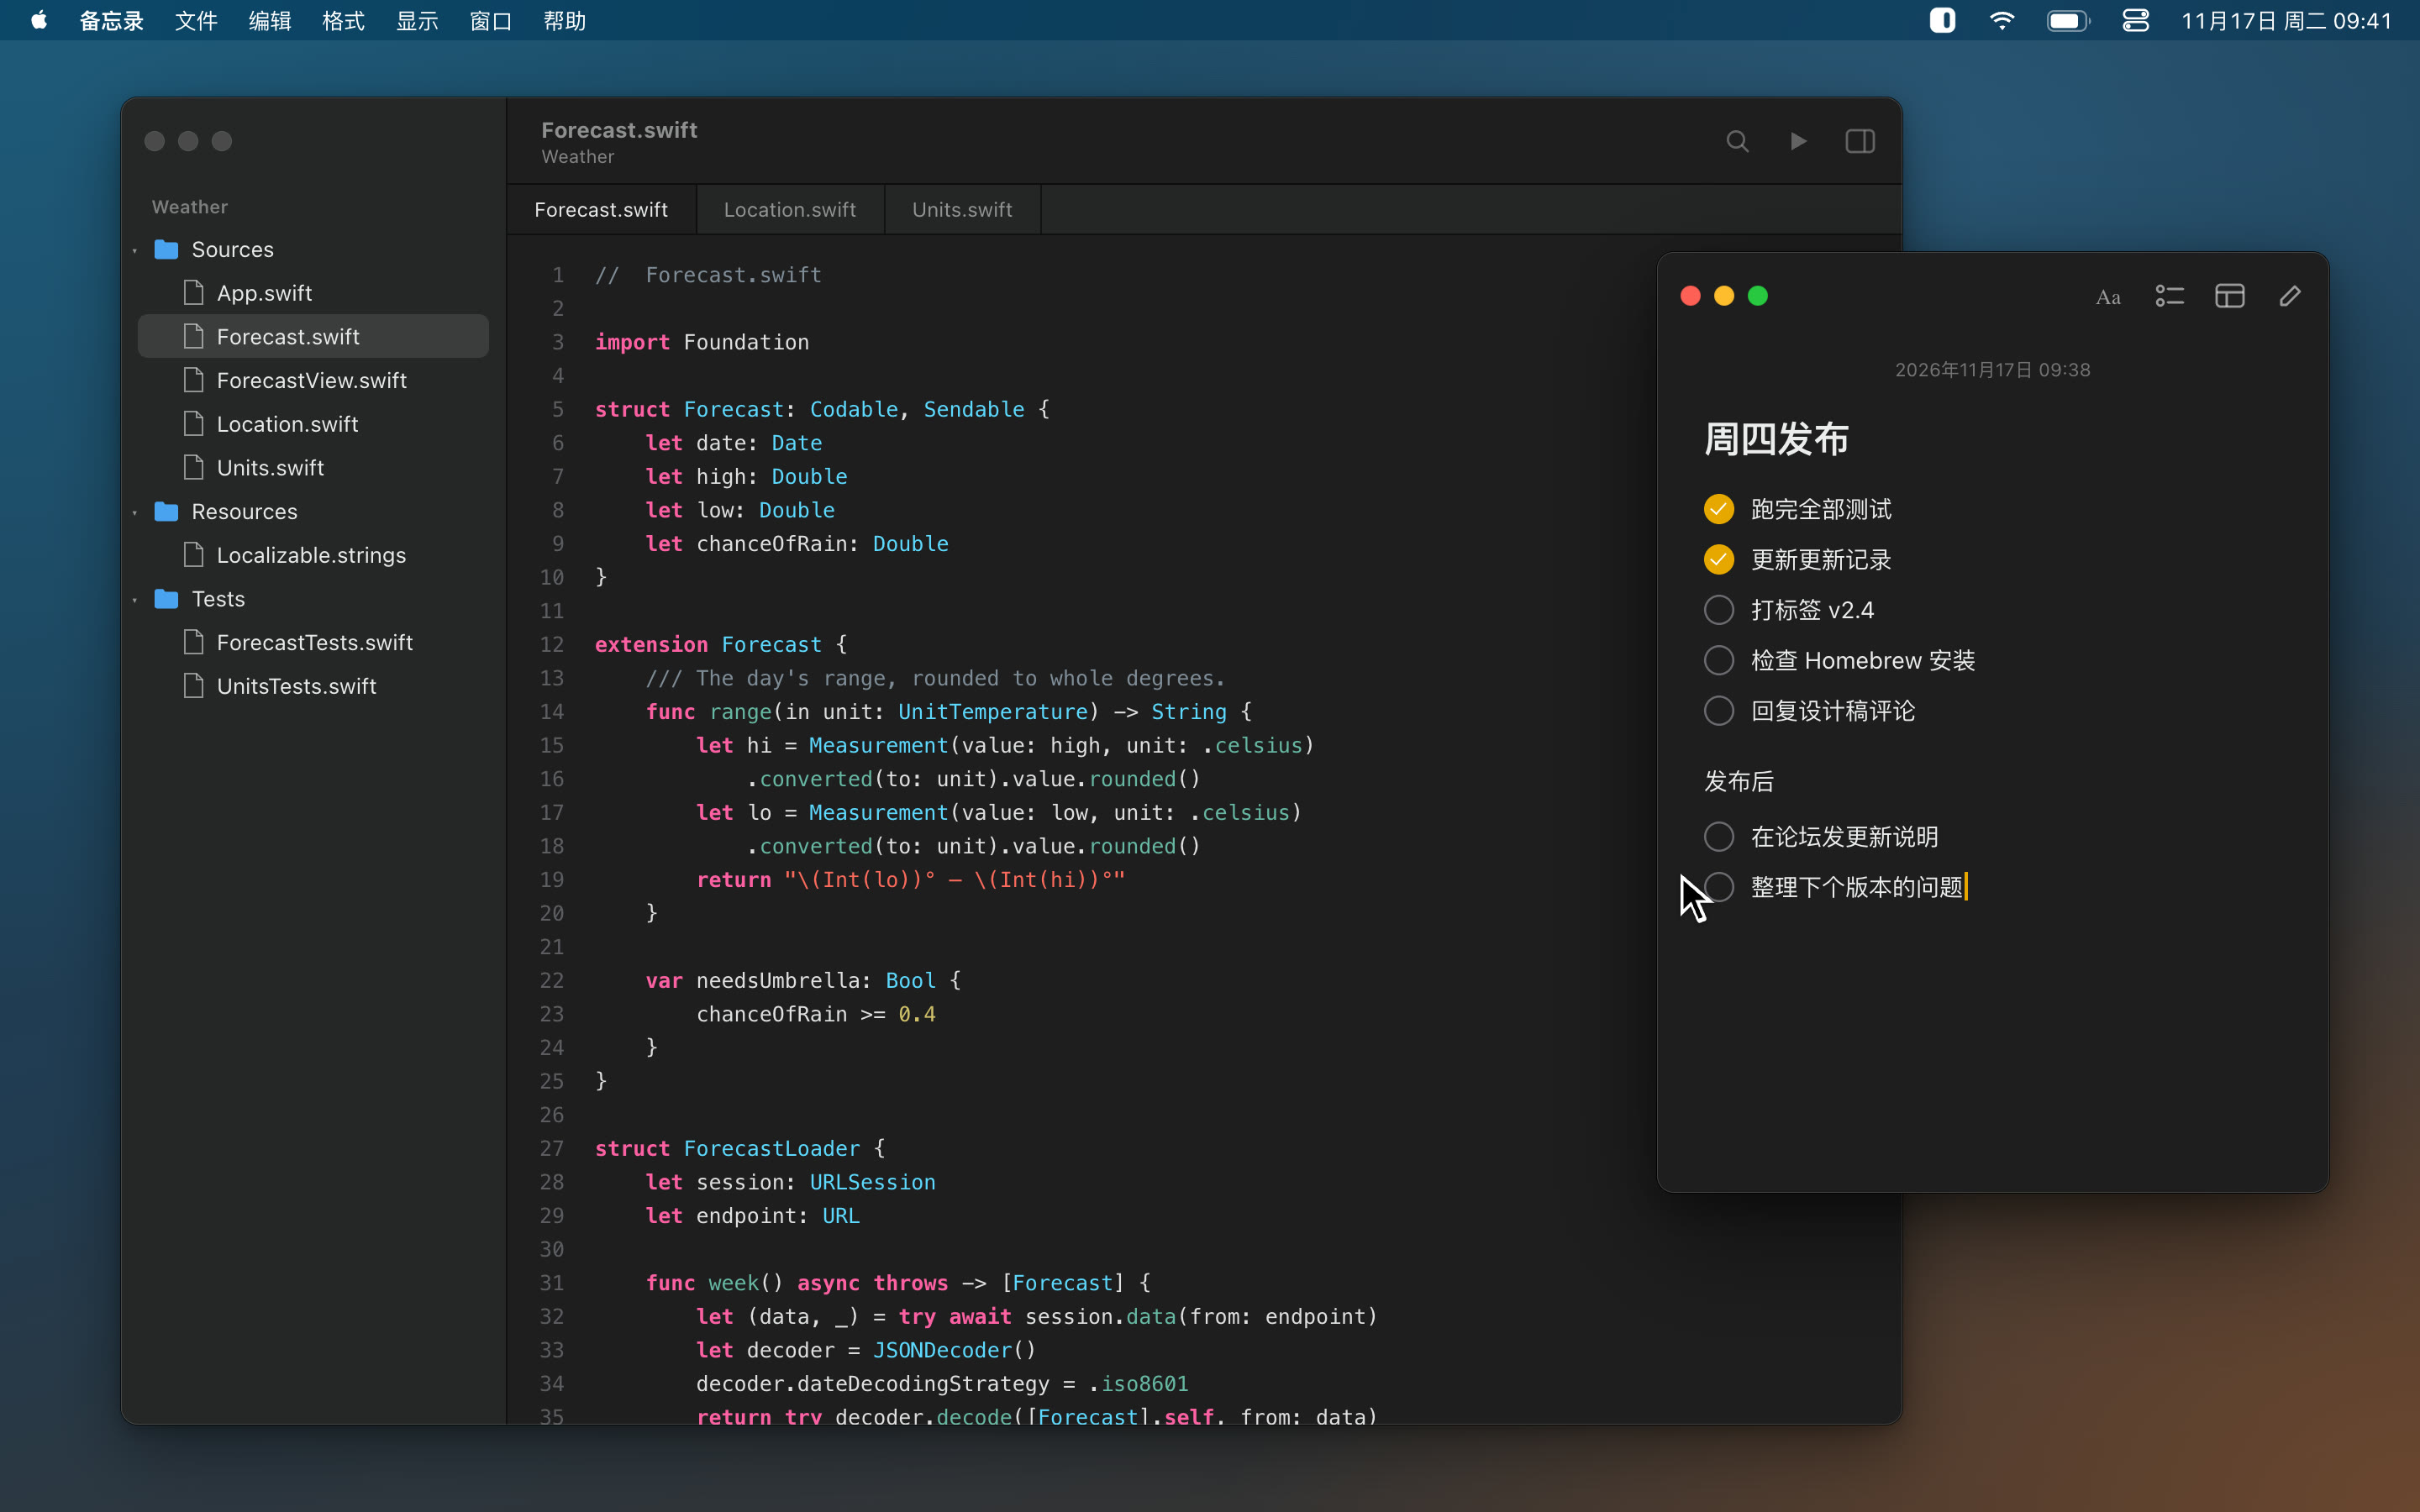 备忘录 文件 编辑 格式 显示 窗口 帮助 11月17日 周二 09:41
Weather
Sources
App.swift
Forecast.swift
ForecastView.swift
Location.swift
Units.swift
Resources
Localizable.strings
Tests
ForecastTests.swift
UnitsTests.swift
Forecast.swift
Weather
Forecast.swift Location.swift Units.swift
1 //  Forecast.swift
2
3 import Foundation
4
5 struct Forecast: Codable, Sendable {
6     let date: Date
7     let high: Double
8     let low: Double
9     let chanceOfRain: Double
10 }
11
12 extension Forecast {
13     /// The day's range, rounded to whole degrees.
14     func range(in unit: UnitTemperature) -> String {
15         let hi = Measurement(value: high, unit: .celsius)
16             .converted(to: unit).value.rounded()
17         let lo = Measurement(value: low, unit: .celsius)
18             .converted(to: unit).value.rounded()
19         return "\(Int(lo))° – \(Int(hi))°"
20     }
21
22     var needsUmbrella: Bool {
23         chanceOfRain >= 0.4
24     }
25 }
26
27 struct ForecastLoader {
28     let session: URLSession
29     let endpoint: URL
30
31     func week() async throws -> [Forecast] {
32         let (data, _) = try await session.data(from: endpoint)
33         let decoder = JSONDecoder()
34         decoder.dateDecodingStrategy = .iso8601
35         return try decoder.decode([Forecast].self, from: data)
Aa
2026年11月17日 09:38
周四发布
跑完全部测试
更新更新记录
打标签 v2.4
检查 Homebrew 安装
回复设计稿评论
发布后
在论坛发更新说明
整理下个版本的问题